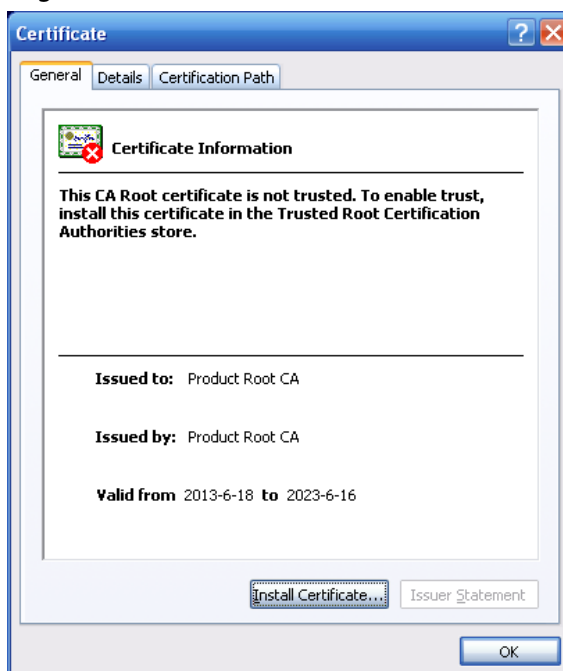 Certificate
General Details Certification Path
Certificate Information
This CA Root certificate is not trusted. To enable trust,
install this certificate in the Trusted Root Certification
Authorities store.
Issued to: Product Root CA
Issued by: Product Root CA
Valid from 2013-6-18 to 2023-6-16
Install Certificate... Issuer Statement
OK